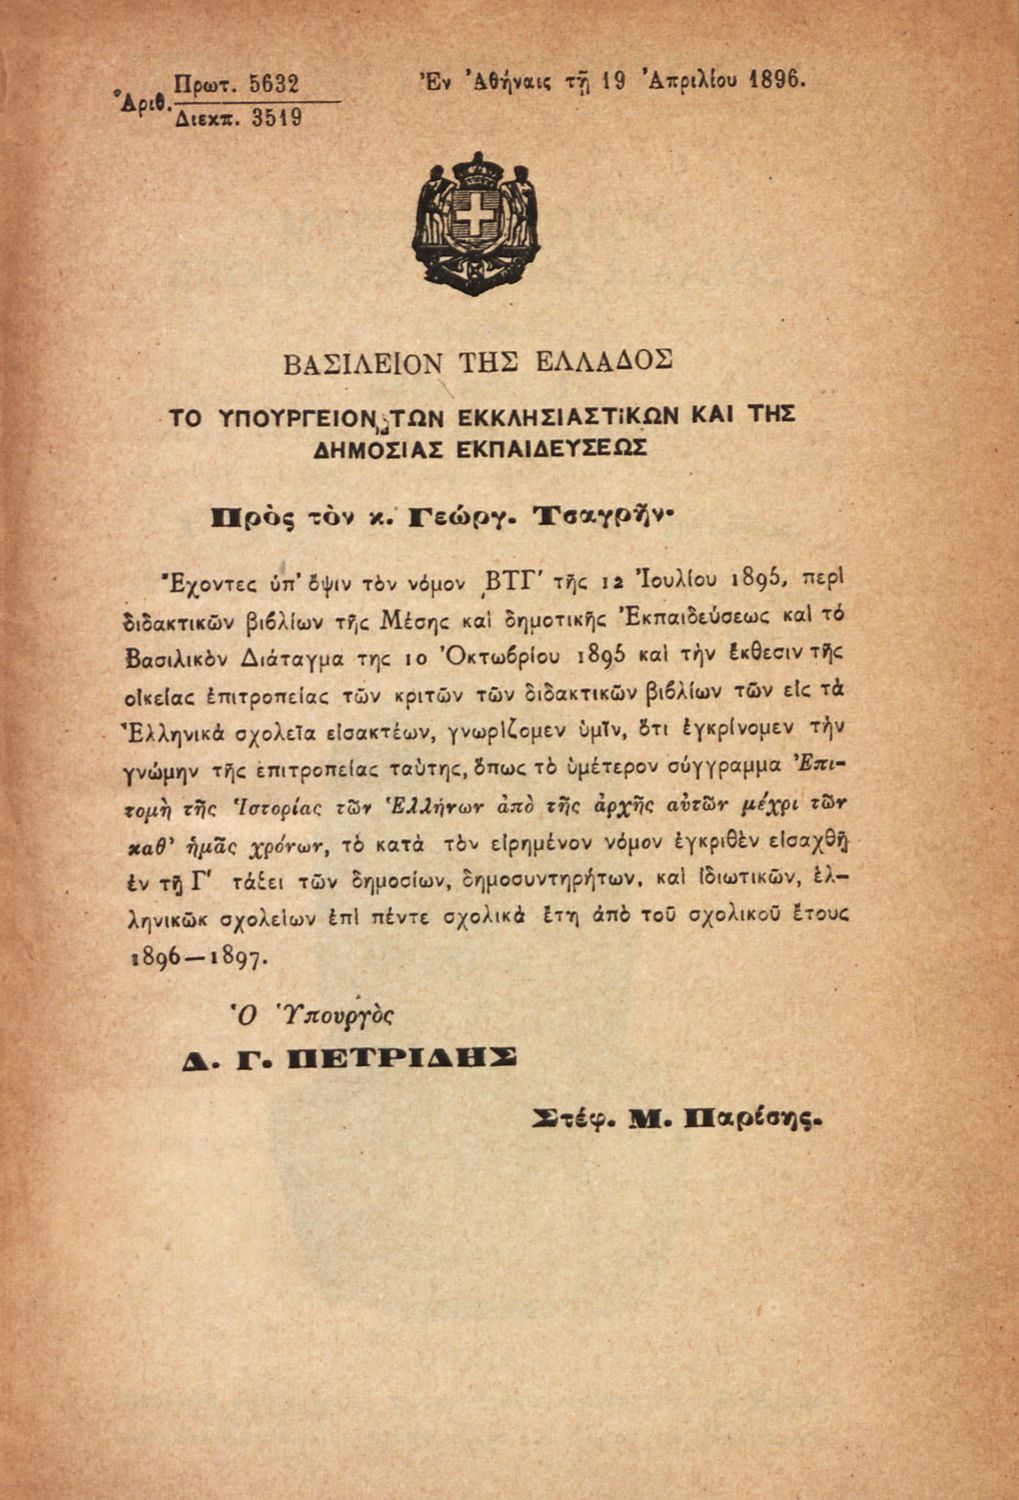 Ἀριθ. Πρωτ. 5632
Διεκπ. 3519
Ἐν Ἀθήναις τῇ 19 Ἀπριλίου 1896.
ΒΑΣΙΛΕΙΟΝ ΤΗΣ ΕΛΛΑΔΟΣ
ΤΟ ΥΠΟΥΡΓΕΙΟΝ ΤΩΝ ΕΚΚΛΗΣΙΑΣΤΙΚΩΝ ΚΑΙ ΤΗΣ
ΔΗΜΟΣΙΑΣ ΕΚΠΑΙΔΕΥΣΕΩΣ
Πρὸς τὸν κ. Γεώργ. Τσαγρῆν·
Ἔχοντες ὑπ' ὄψιν τὸν νόμον ΒΤΓ' τῆς 12 Ἰουλίου 1895, περὶ
διδακτικῶν βιβλίων τῆς Μέσης καὶ δημοτικῆς Ἐκπαιδεύσεως καὶ τὸ
Βασιλικὸν Διάταγμα της 10 Ὀκτωβρίου 1895 καὶ τὴν ἔκθεσιν τῆς
οἰκείας ἐπιτροπείας τῶν κριτῶν τῶν διδακτικῶν βιβλίων τῶν εἰς τὰ
Ἑλληνικὰ σχολεῖα εἰσακτέων, γνωρίζομεν ὑμῖν, ὅτι ἐγκρίνομεν τὴν
γνώμην τῆς ἐπιτροπείας ταύτης, ὅπως τὸ ὑμέτερον σύγγραμμα Ἐπι-
τομὴ τῆς Ἱστορίας τῶν Ἑλλήνων ἀπὸ τῆς ἀρχῆς αὐτῶν μέχρι τῶν
καθ' ἡμᾶς χρόνων, τὸ κατὰ τὸν εἰρημένον νόμον ἐγκριθὲν εἰσαχθῇ
ἐν τῇ Γ' τάξει τῶν δημοσίων, δημοσυντηρήτων, καὶ ἰδιωτικῶν, ἑλ-
ληνικῶκ σχολείων ἐπὶ πέντε σχολικὰ ἔτη ἀπὸ τοῦ σχολικοῦ ἔτους
1896—1897.
Ὁ Ὑπουργὸς
Δ. Γ. ΠΕΤΡΙΔΗΣ
Στέφ. Μ. Παρίσης.